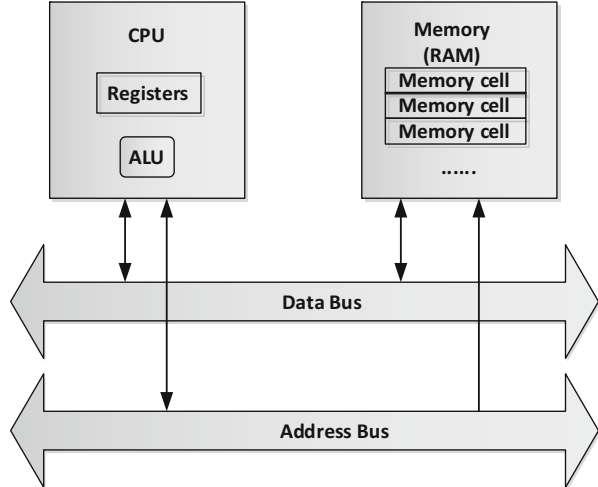 CPU
Registers
ALU
Memory
(RAM)
Memory cell
Memory cell
Memory cell
......
Data Bus
Address Bus